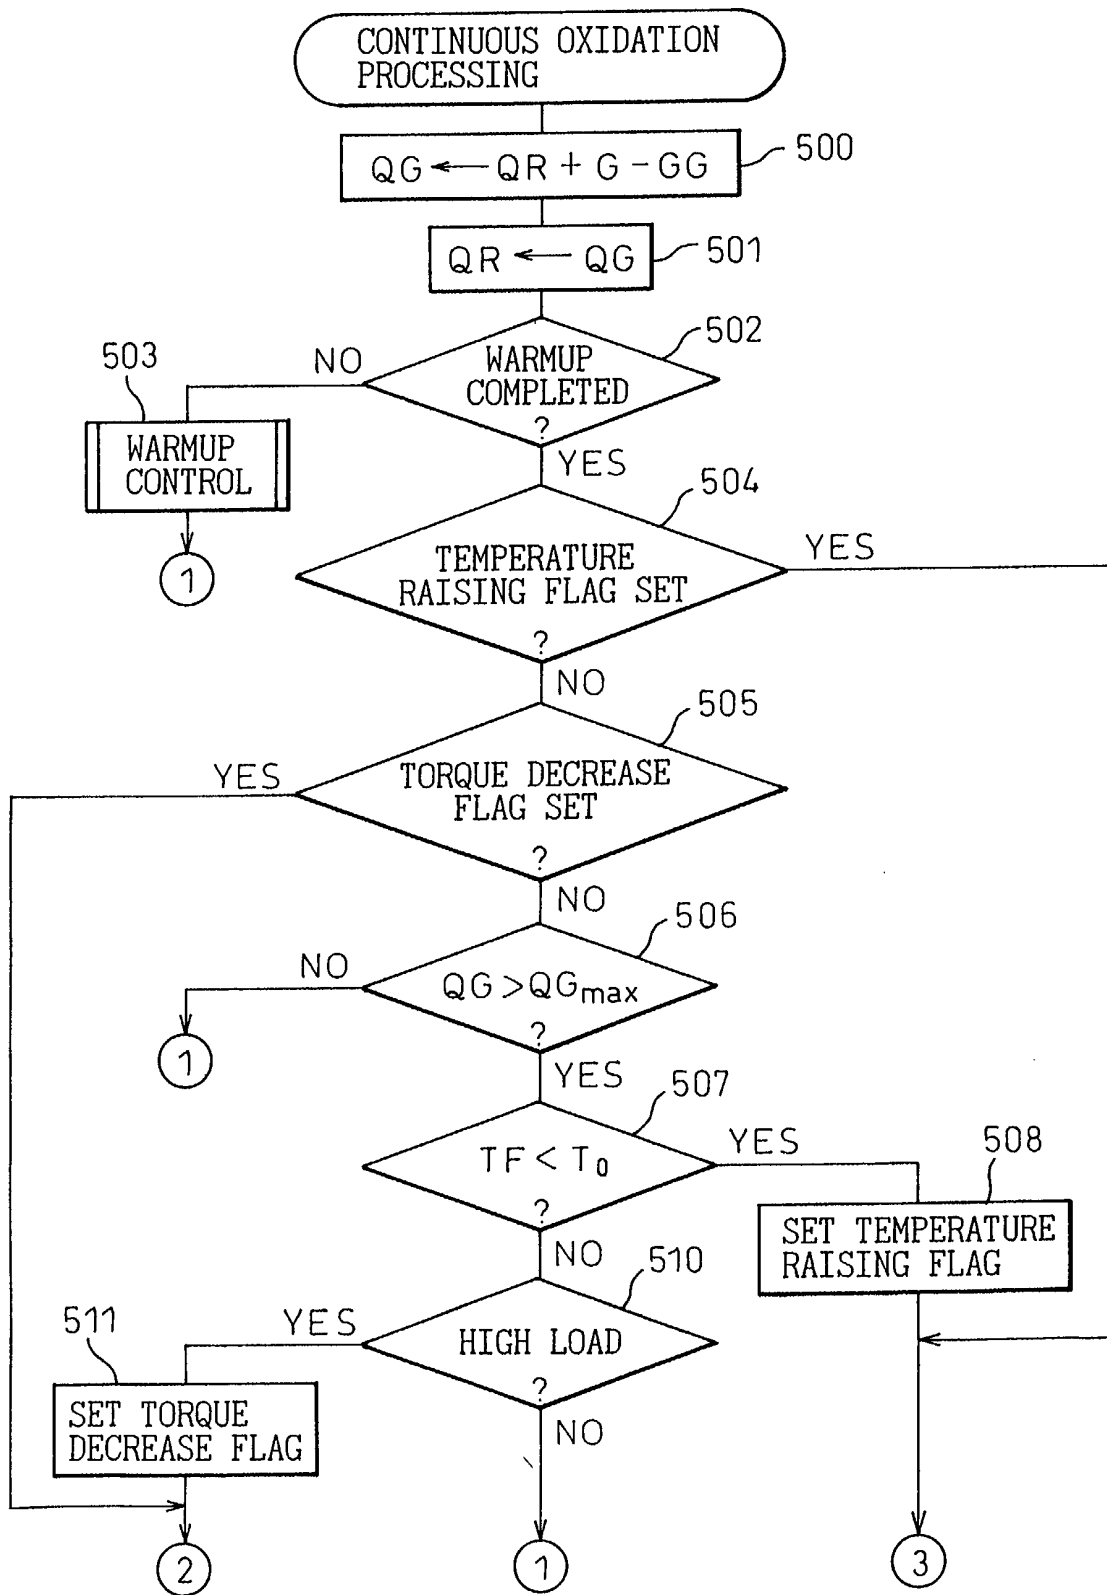 CONTINUOUS OXIDATION
PROCESSING
QG ← QR + G - GG
500
QR ← QG
501
502
WARMUP
COMPLETED
?
NO
503
WARMUP
CONTROL
1
YES
504
TEMPERATURE
RAISING FLAG SET
?
YES
NO
505
TORQUE DECREASE
FLAG SET
?
YES
NO
506
QG > QGmax
?
NO
1
YES
507
TF < T0
?
YES
508
SET TEMPERATURE
RAISING FLAG
NO
510
HIGH LOAD
?
YES
511
SET TORQUE
DECREASE FLAG
NO
2
1
3